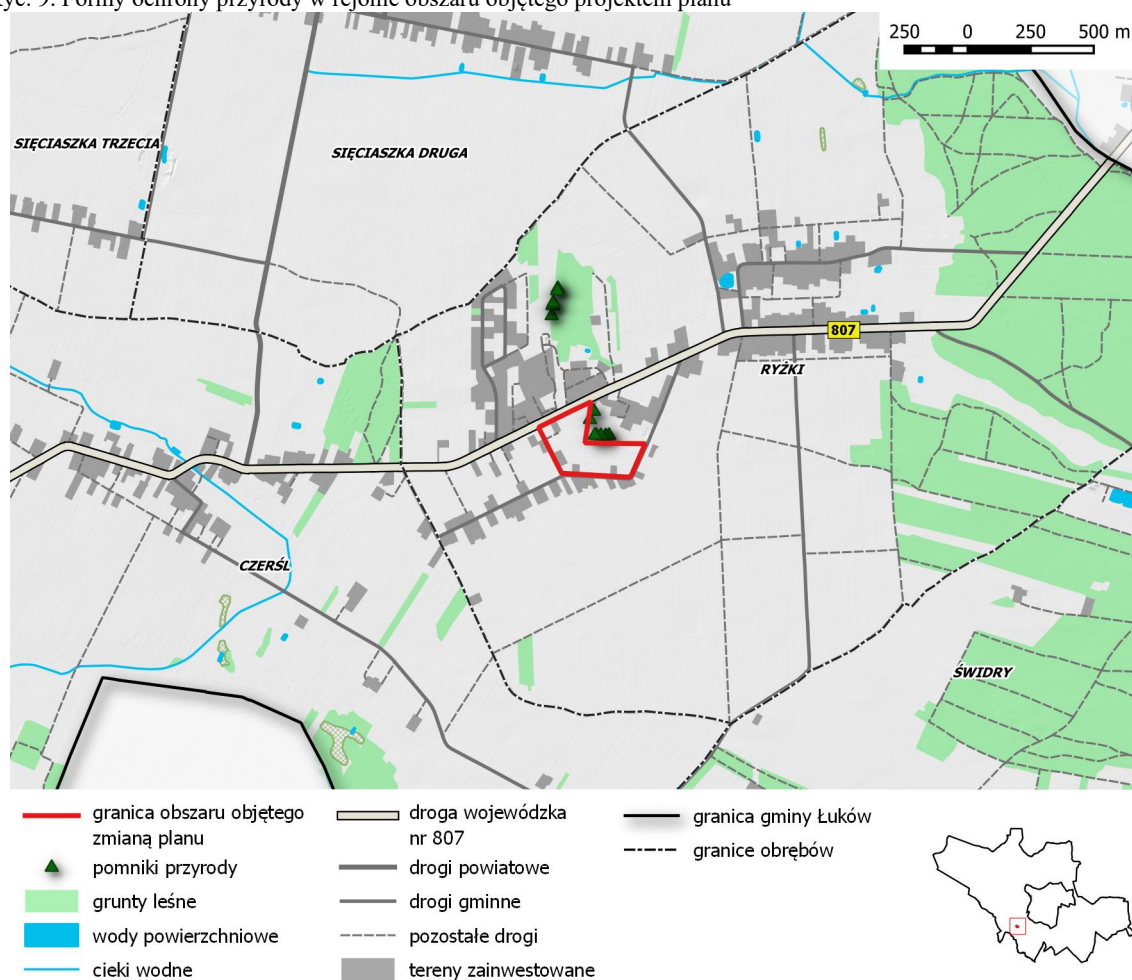 yc. 9. Formy ochrony przyrody w rejonie obszaru objętego projektem planu
250 0 250 500 m
SIĘCIASZKA TRZECIA
SIĘCIASZKA DRUGA
807
RYŻKI
CZERŚL
ŚWIDRY
granica obszaru objętego
zmianą planu
pomniki przyrody
grunty leśne
wody powierzchniowe
cieki wodne
droga wojewódzka
nr 807
drogi powiatowe
drogi gminne
pozostałe drogi
tereny zainwestowane
granica gminy Łuków
granice obrębów